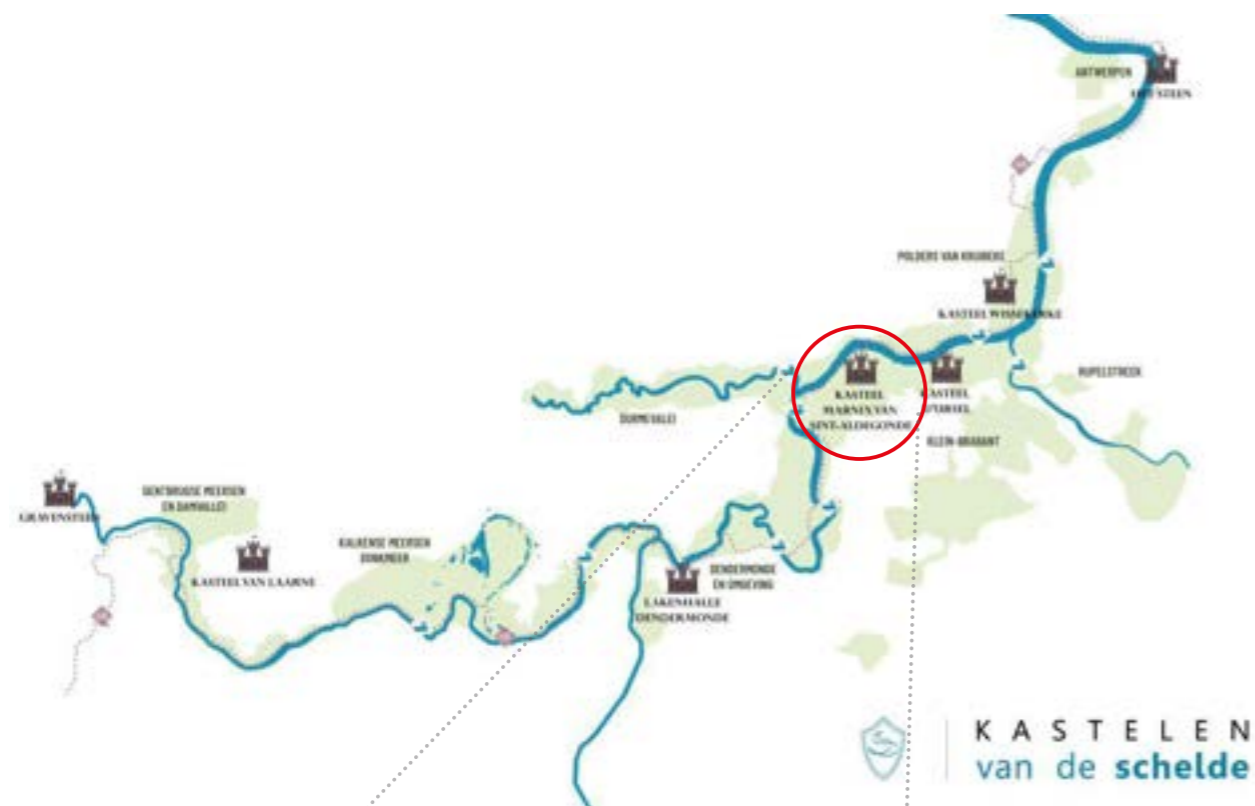 ANTWERPEN
HET STEEN
POLDERS VAN KRUIBEKE
KASTEEL WISSEKERKE
RUPELSTREEK
KASTEEL
D'URSEL
KASTEEL
MARNIX VAN
SINT-ALDEGONDE
KLEIN-BRABANT
DURMEVALLEI
GRAVENSTEEN
GENTBRUGSE MEERSEN
EN DAMVALLEI
KASTEEL VAN LAARNE
KALKENSE MEERSEN
DONKMEER
DENDERMONDE
EN OMGEVING
LAKENHALLE
DENDERMONDE
KASTELEN
van de schelde